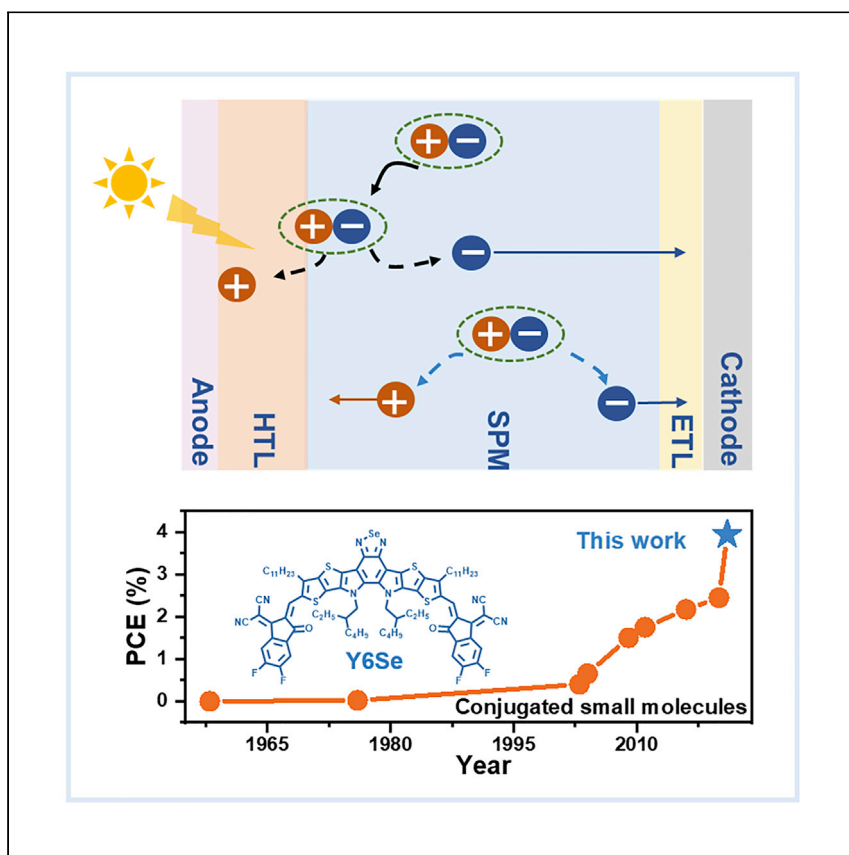 + −
+ −
+
−
+ −
+
−
Anode
HTL
SPM
ETL
Cathode
4
3
2
1
0
PCE (%)
This work
Se
N N
C₁₁H₂₃ S S C₁₁H₂₃
S N N S
CN CN
NC C₂H₅ C₂H₅ CN
O C₄H₉ C₄H₉ O
F F
F F
Y6Se
Conjugated small molecules
1965 1980 1995 2010
Year